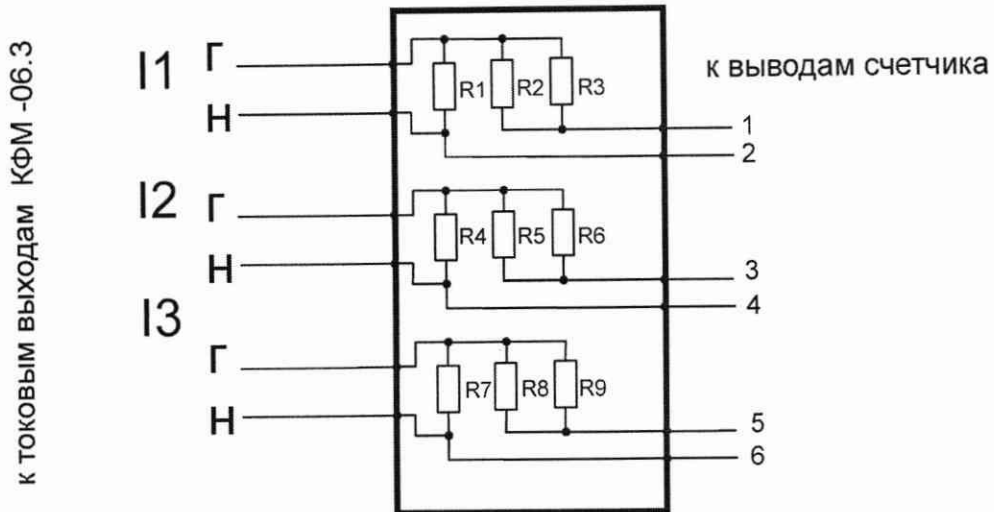 к токовым выходам КФМ -06.3
I1
Г
Н
R1
R2
R3
к выводам счетчика
1
2
I2
Г
Н
R4
R5
R6
3
4
I3
Г
Н
R7
R8
R9
5
6